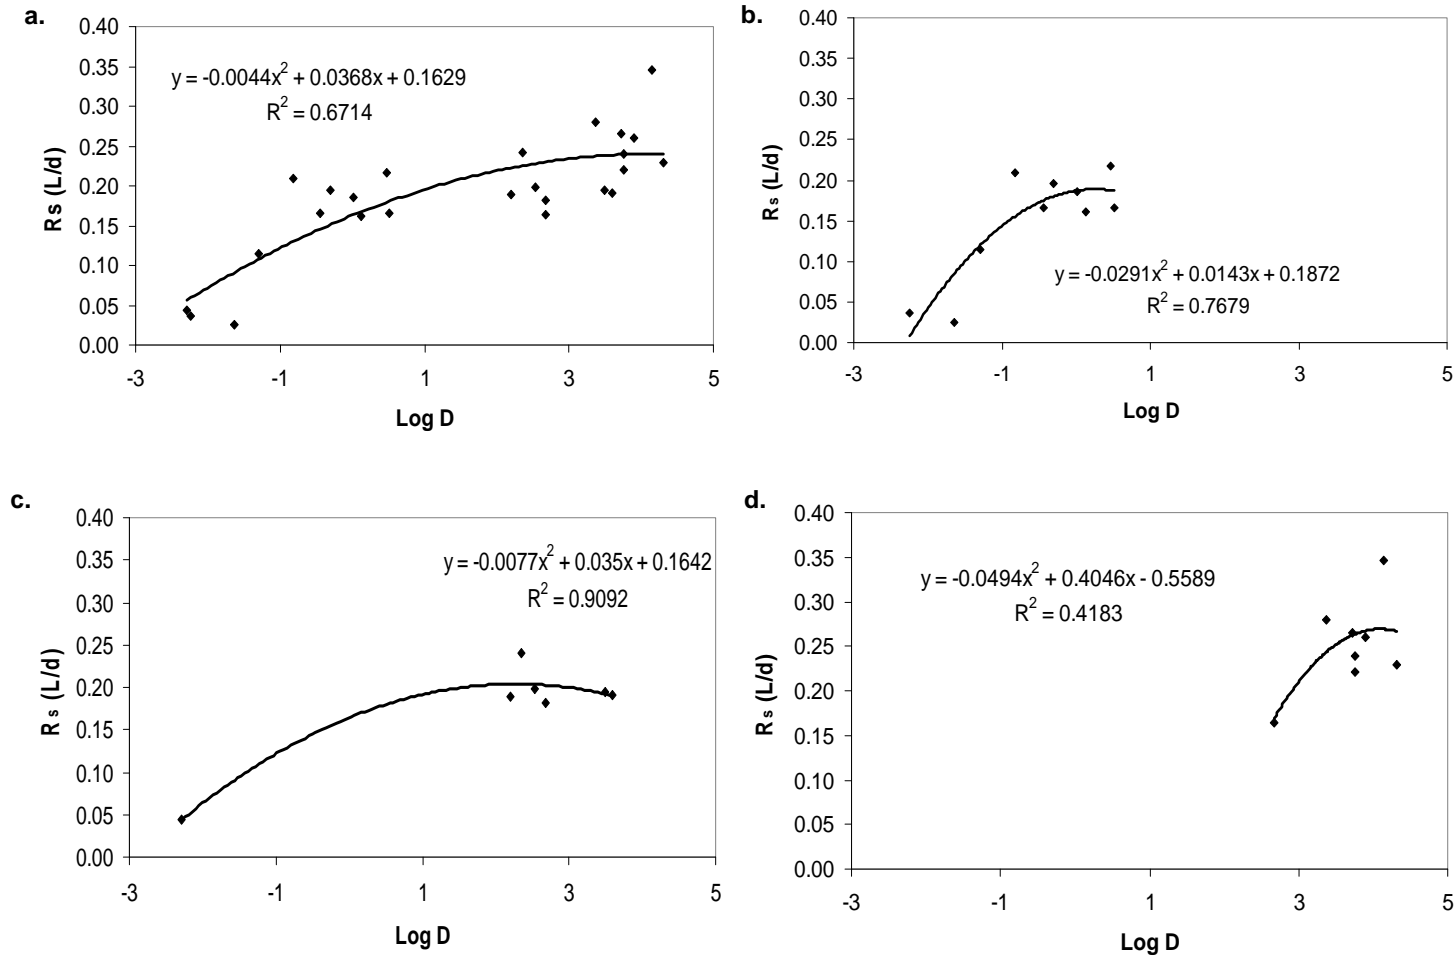 a.
0.40
0.35
0.30
0.25
0.20
0.15
0.10
0.05
0.00
Rs (L/d)
y = -0.0044x² + 0.0368x + 0.1629
R² = 0.6714
-3 -1 1 3 5
Log D
b.
0.40
0.35
0.30
0.25
0.20
0.15
0.10
0.05
0.00
Rs (L/d)
y = -0.0291x² + 0.0143x + 0.1872
R² = 0.7679
-3 -1 1 3 5
Log D
c.
0.40
0.35
0.30
0.25
0.20
0.15
0.10
0.05
0.00
Rs (L/d)
y = -0.0077x² + 0.035x + 0.1642
R² = 0.9092
-3 -1 1 3 5
Log D
d.
0.40
0.35
0.30
0.25
0.20
0.15
0.10
0.05
0.00
Rs (L/d)
y = -0.0494x² + 0.4046x - 0.5589
R² = 0.4183
-3 -1 1 3 5
Log D